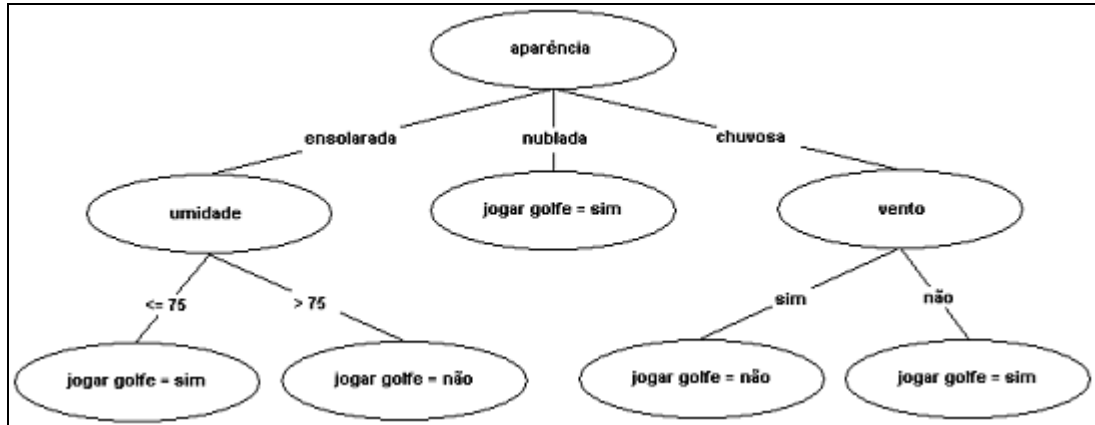 aparência
ensolarada
nublada
chuvosa
umidade
jogar golfe = sim
vento
<= 75
> 75
sim
não
jogar golfe = sim
jogar golfe = não
jogar golfe = não
jogar golfe = sim